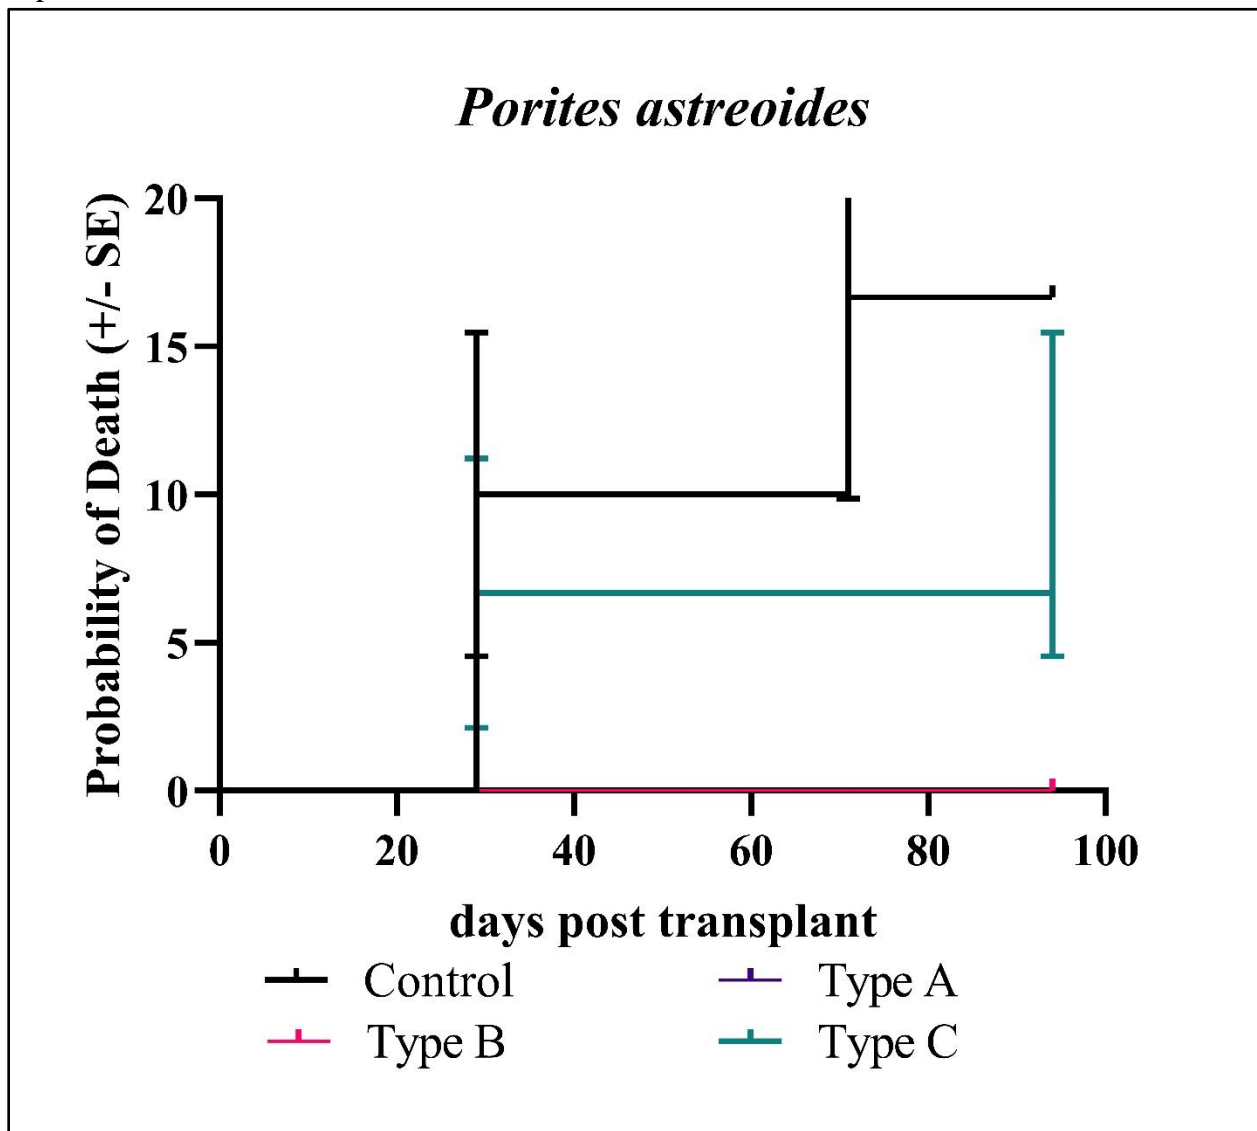 Porites astreoides
Probability of Death (+/- SE)
20
15
10
5
0
0 20 40 60 80 100
days post transplant
Control Type A
Type B Type C